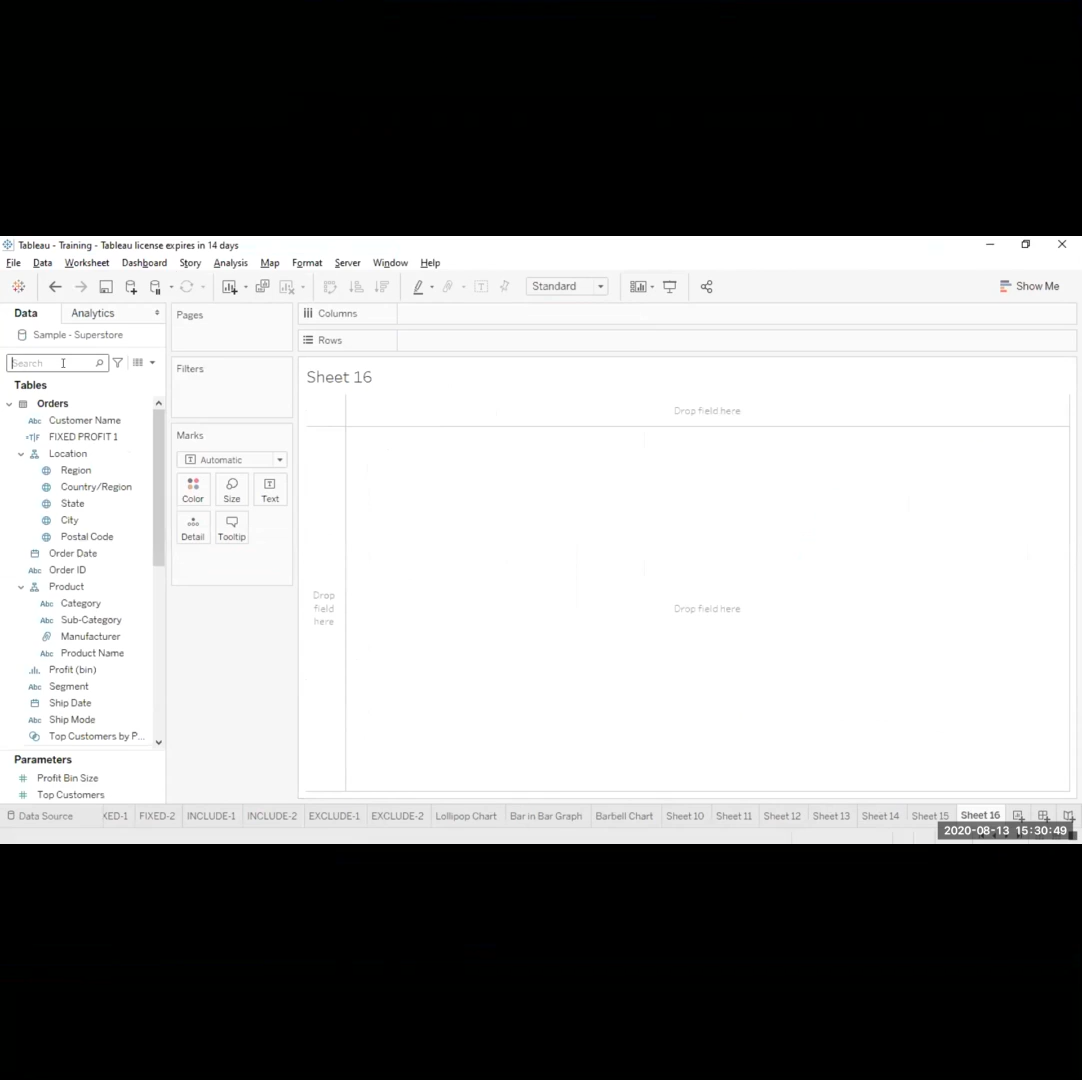 Tableau - Training - Tableau license expires in 14 days
File Data Worksheet Dashboard Story Analysis Map Format Server Window Help
Standard
Show Me
Data Analytics
Sample - Superstore
Search
Tables
Orders
Abc Customer Name
=T|F FIXED PROFIT 1
Location
Region
Country/Region
State
City
Postal Code
Order Date
Abc Order ID
Product
Abc Category
Abc Sub-Category
Manufacturer
Abc Product Name
Profit (bin)
Abc Segment
Ship Date
Abc Ship Mode
Top Customers by P...
Parameters
# Profit Bin Size
# Top Customers
Pages
Filters
Marks
T Automatic
Color Size Text
Detail Tooltip
Columns
Rows
Sheet 16
Drop field here
Drop
field
here
Drop field here
Data Source XED-1 FIXED-2 INCLUDE-1 INCLUDE-2 EXCLUDE-1 EXCLUDE-2 Lollipop Chart Bar in Bar Graph Barbell Chart Sheet 10 Sheet 11 Sheet 12 Sheet 13 Sheet 14 Sheet 15 Sheet 16
2020-08-13 15:30:49